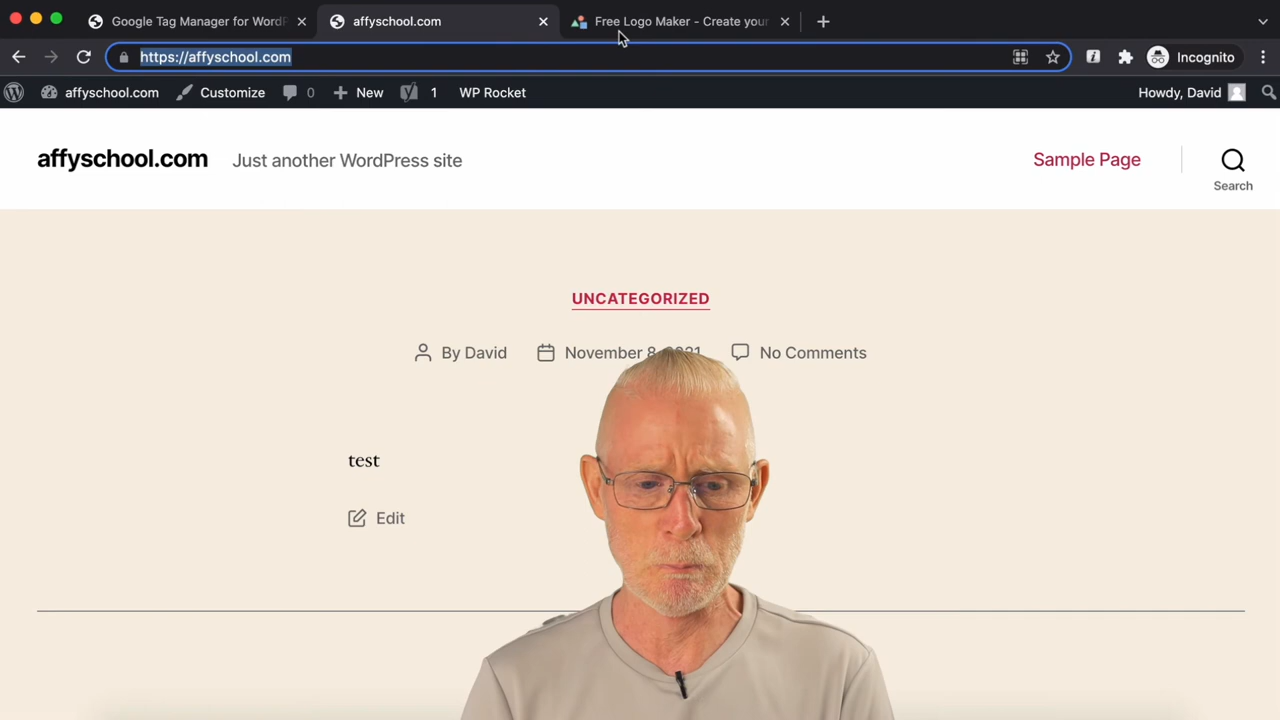 Google Tag Manager for WordP
affyschool.com
Free Logo Maker - Create your
https://affyschool.com
Incognito
affyschool.com
Customize
0
New
1
WP Rocket
Howdy, David
affyschool.com
Just another WordPress site
Sample Page
Search
UNCATEGORIZED
By David
November 8, 2021
No Comments
test
Edit